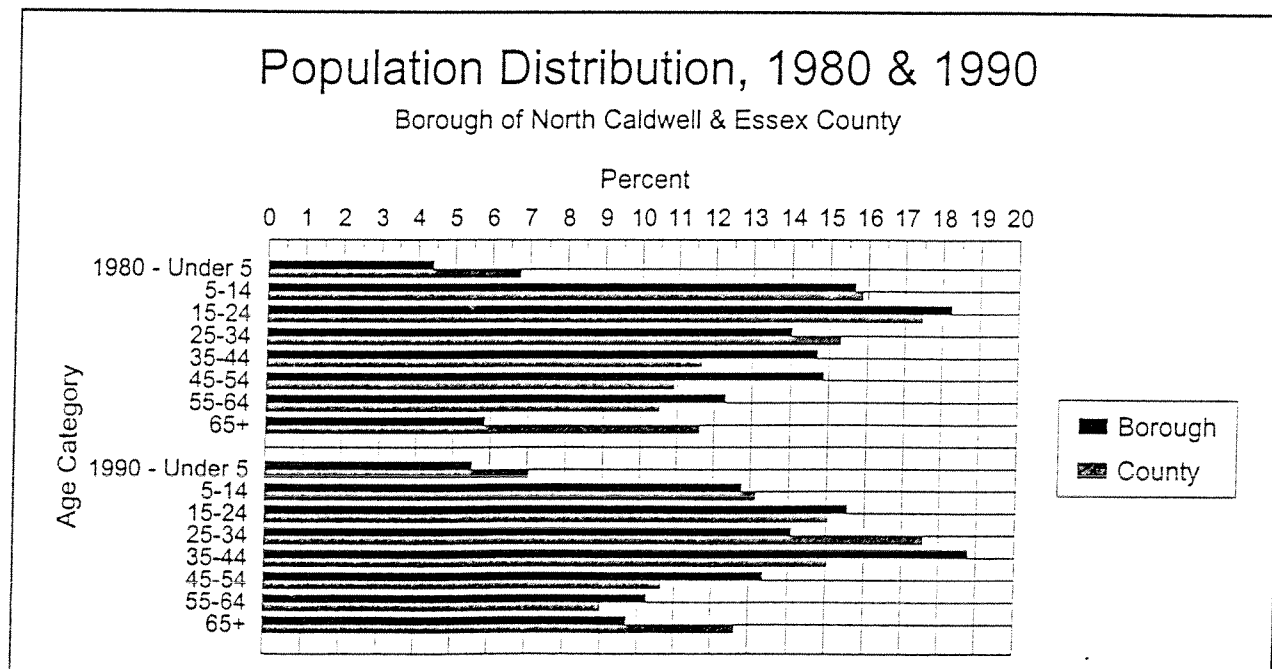 Population Distribution, 1980 & 1990
Borough of North Caldwell & Essex County
Percent
0 1 2 3 4 5 6 7 8 9 10 11 12 13 14 15 16 17 18 19 20
Age Category
1980 - Under 5
5-14
15-24
25-34
35-44
45-54
55-64
65+
1990 - Under 5
5-14
15-24
25-34
35-44
45-54
55-64
65+
Borough
County